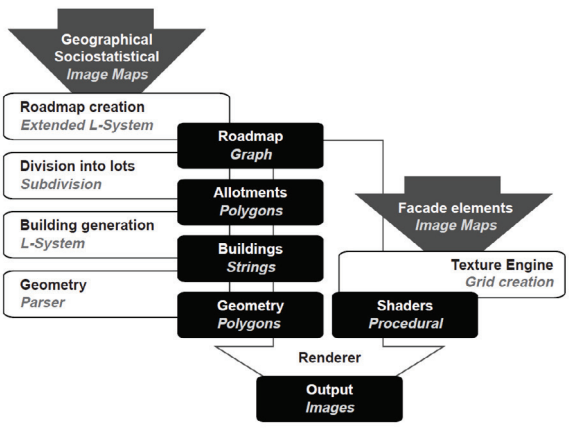 Geographical
Sociostatistical
Image Maps
Roadmap creation
Extended L-System
Roadmap
Graph
Division into lots
Subdivision
Allotments
Polygons
Building generation
L-System
Buildings
Strings
Geometry
Parser
Geometry
Polygons
Facade elements
Image Maps
Texture Engine
Grid creation
Shaders
Procedural
Renderer
Output
Images